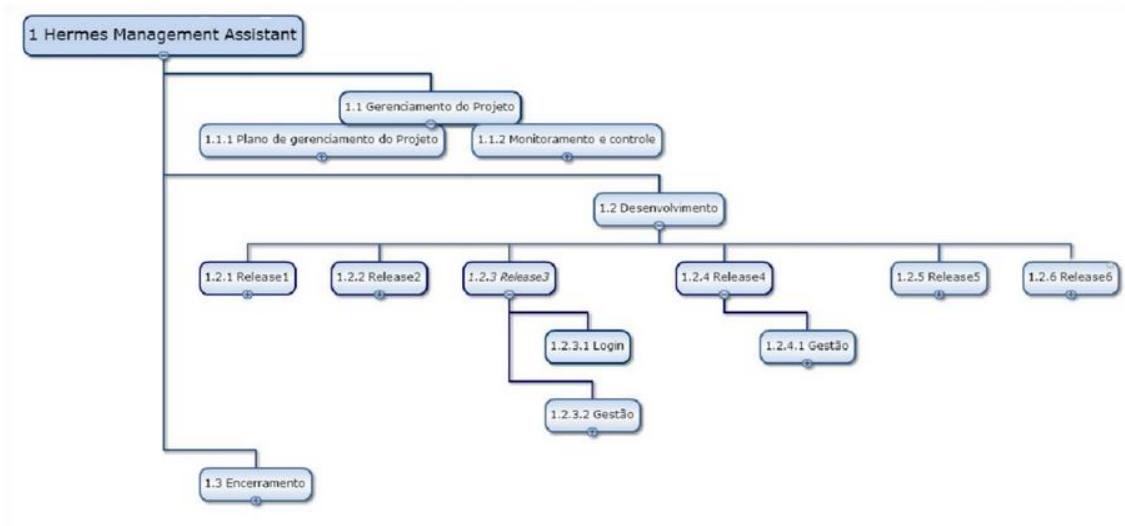 1 Hermes Management Assistant
1.1 Gerenciamento do Projeto
1.1.1 Plano de gerenciamento do Projeto
1.1.2 Monitoramento e controle
1.2 Desenvolvimento
1.2.1 Release1
1.2.2 Release2
1.2.3 Release3
1.2.4 Release4
1.2.5 Release5
1.2.6 Release6
1.2.3.1 Login
1.2.4.1 Gestão
1.2.3.2 Gestão
1.3 Encerramento